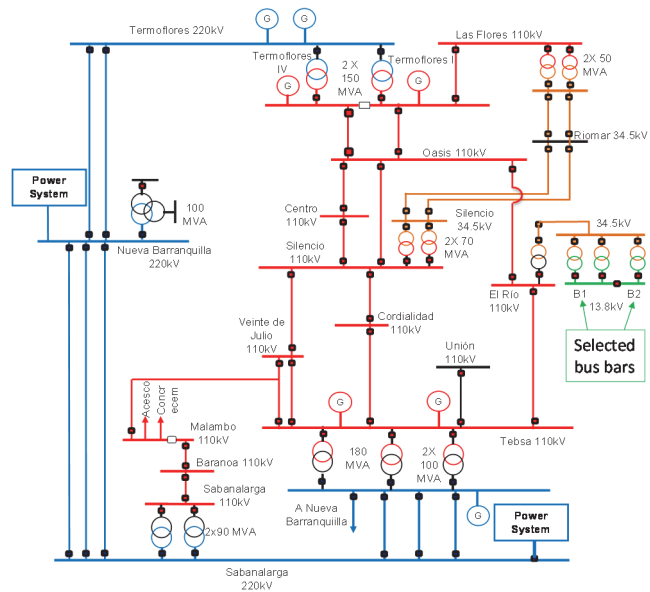 Termoflores 220kV
G
G
Las Flores 110kV
Termoflores
IV
2 X
150
MVA
Termoflores I
G
G
2X 50
MVA
Riomar 34.5kV
Oasis 110kV
Power
System
100
MVA
Nueva Barranquilla
220kV
Centro
110kV
Silencio
34.5kV
2X 70
MVA
Silencio
110kV
34.5kV
El Río
110kV
B1
B2
13.8kV
Selected
bus bars
Veinte de
Julio
110kV
Cordialidad
110kV
Unión
110kV
Acesco
Concr
ecem
G
G
Malambo
110kV
Tebsa 110kV
Baranoa 110kV
180
MVA
2X
100
MVA
Sabanalarga
110kV
2x90 MVA
A Nueva
Barranquiilla
G
Power
System
Sabanalarga
220kV